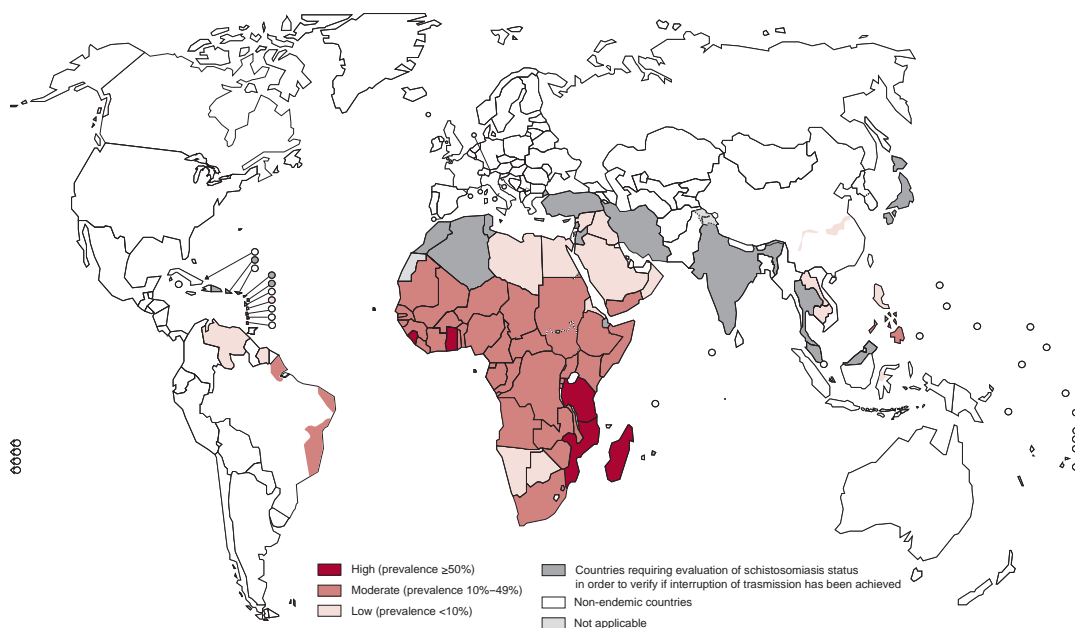 High (prevalence ≥50%)
Moderate (prevalence 10%–49%)
Low (prevalence <10%)
Countries requiring evaluation of schistosomiasis status
in order to verify if interruption of trasmission has been achieved
Non-endemic countries
Not applicable